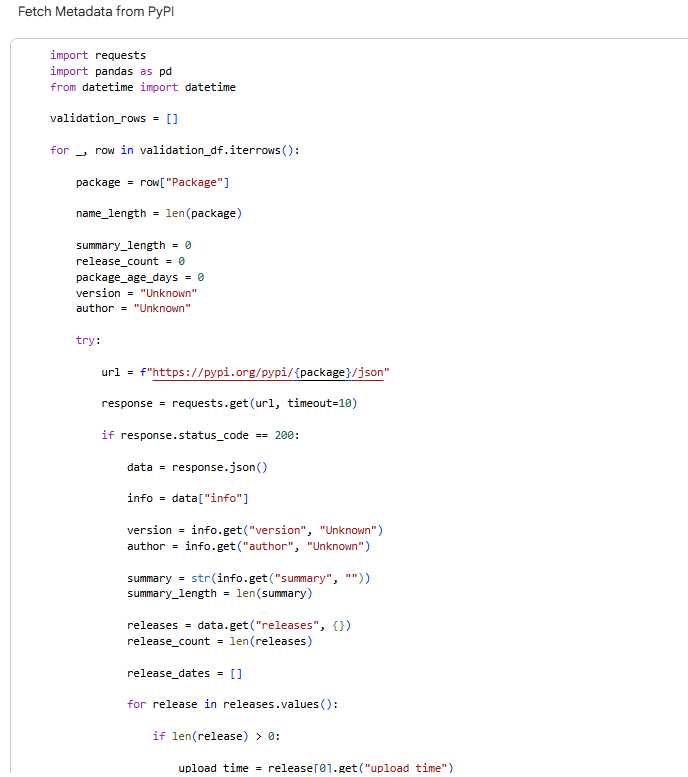 Fetch Metadata from PyPI
import requests
import pandas as pd
from datetime import datetime
validation_rows = []
for _, row in validation_df.iterrows():
package = row["Package"]
name_length = len(package)
summary_length = 0
release_count = 0
package_age_days = 0
version = "Unknown"
author = "Unknown"
try:
url = f"https://pypi.org/pypi/{package}/json"
response = requests.get(url, timeout=10)
if response.status_code == 200:
data = response.json()
info = data["info"]
version = info.get("version", "Unknown")
author = info.get("author", "Unknown")
summary = str(info.get("summary", ""))
summary_length = len(summary)
releases = data.get("releases", {})
release_count = len(releases)
release_dates = []
for release in releases.values():
if len(release) > 0:
upload_time = release[0].get("upload_time")